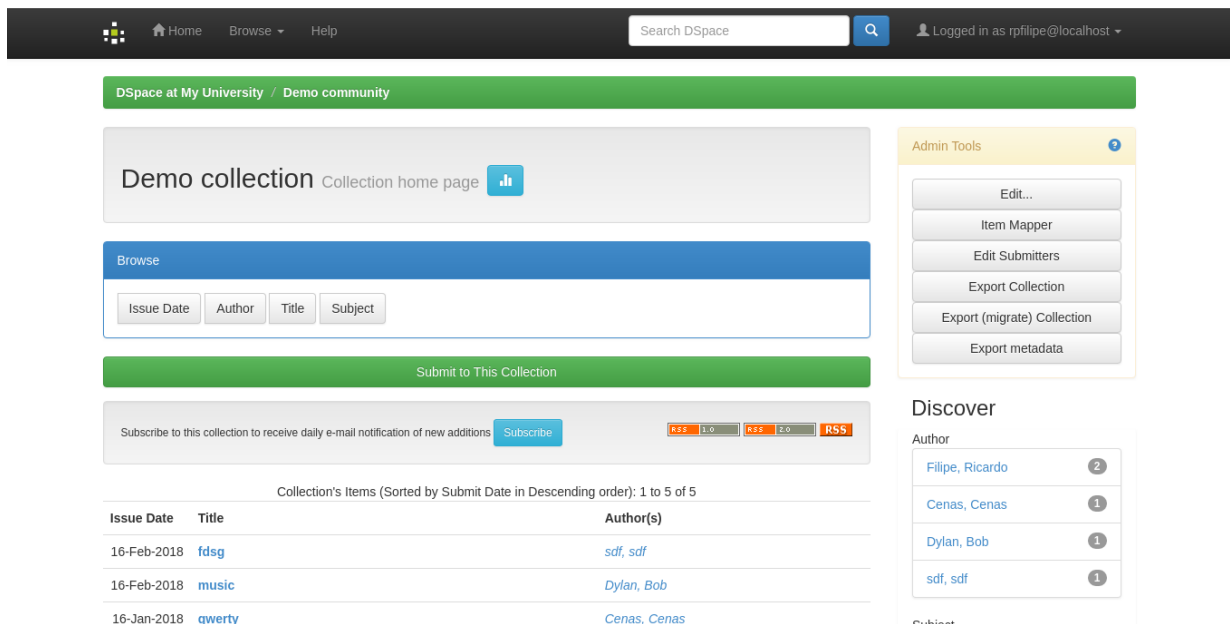 Home Browse Help Search DSpace Logged in as rpfilipe@localhost
DSpace at My University / Demo community
Demo collection Collection home page
Browse
Issue Date Author Title Subject
Submit to This Collection
Subscribe to this collection to receive daily e-mail notification of new additions Subscribe RSS 1.0 RSS 2.0 RSS
Collection's Items (Sorted by Submit Date in Descending order): 1 to 5 of 5
Issue Date Title Author(s)
16-Feb-2018 fdsg sdf, sdf
16-Feb-2018 music Dylan, Bob
16-Jan-2018 qwerty Cenas, Cenas
Admin Tools
Edit...
Item Mapper
Edit Submitters
Export Collection
Export (migrate) Collection
Export metadata
Discover
Author
Filipe, Ricardo 2
Cenas, Cenas 1
Dylan, Bob 1
sdf, sdf 1
Subject